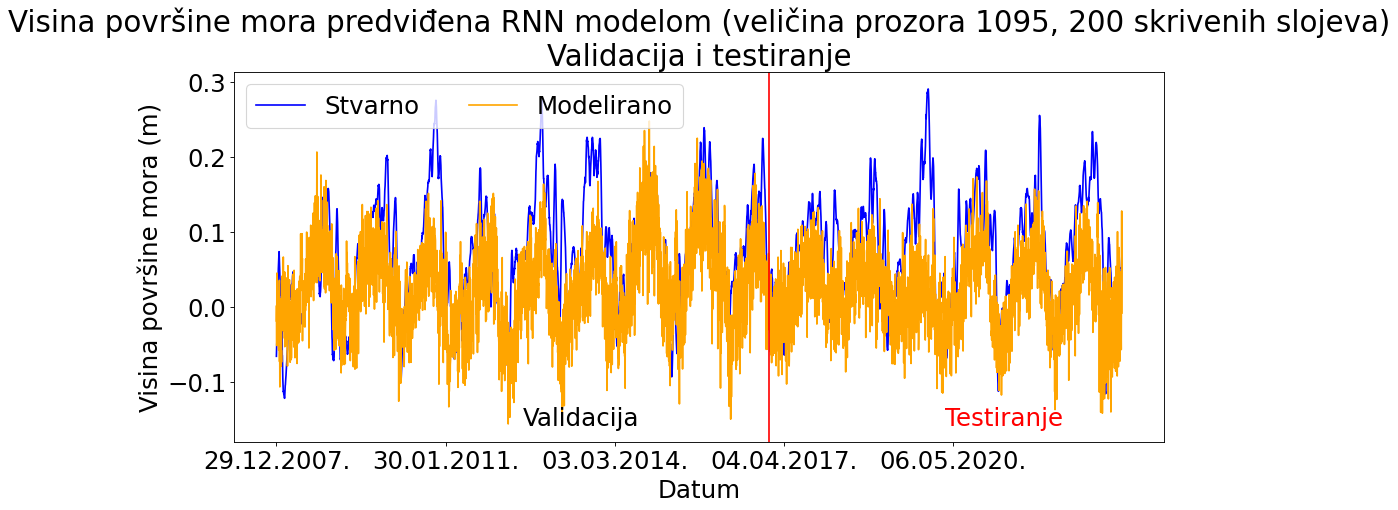 Visina površine mora predviđena RNN modelom (veličina prozora 1095, 200 skrivenih slojeva)
Validacija i testiranje
Stvarno
Modelirano
Visina površine mora (m)
0.3
0.2
0.1
0.0
−0.1
Validacija
Testiranje
29.12.2007.
30.01.2011.
03.03.2014.
04.04.2017.
06.05.2020.
Datum